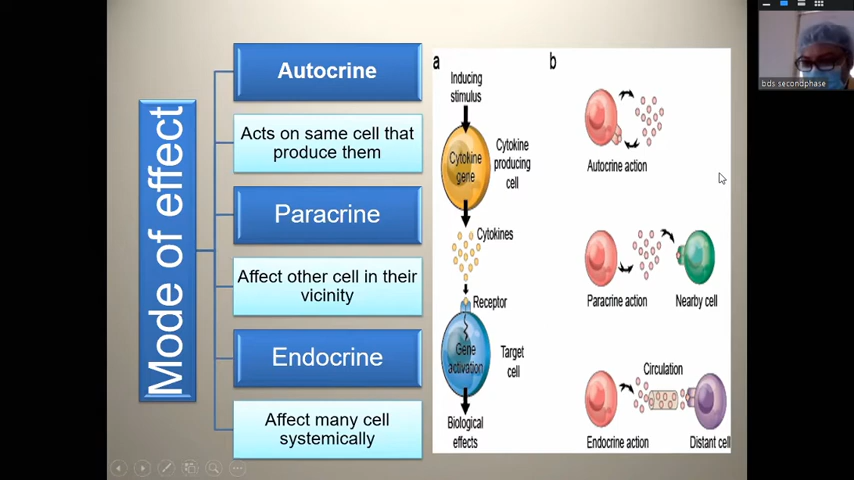 Mode of effect
Autocrine
Acts on same cell that
produce them
Paracrine
Affect other cell in their
vicinity
Endocrine
Affect many cell
systemically
a
Inducing
stimulus
Cytokine
gene
Cytokine
producing
cell
Cytokines
Receptor
Gene
activation
Target
cell
Biological
effects
b
Autocrine action
Paracrine action
Nearby cell
Circulation
Endocrine action
Distant cell
bds secondphase